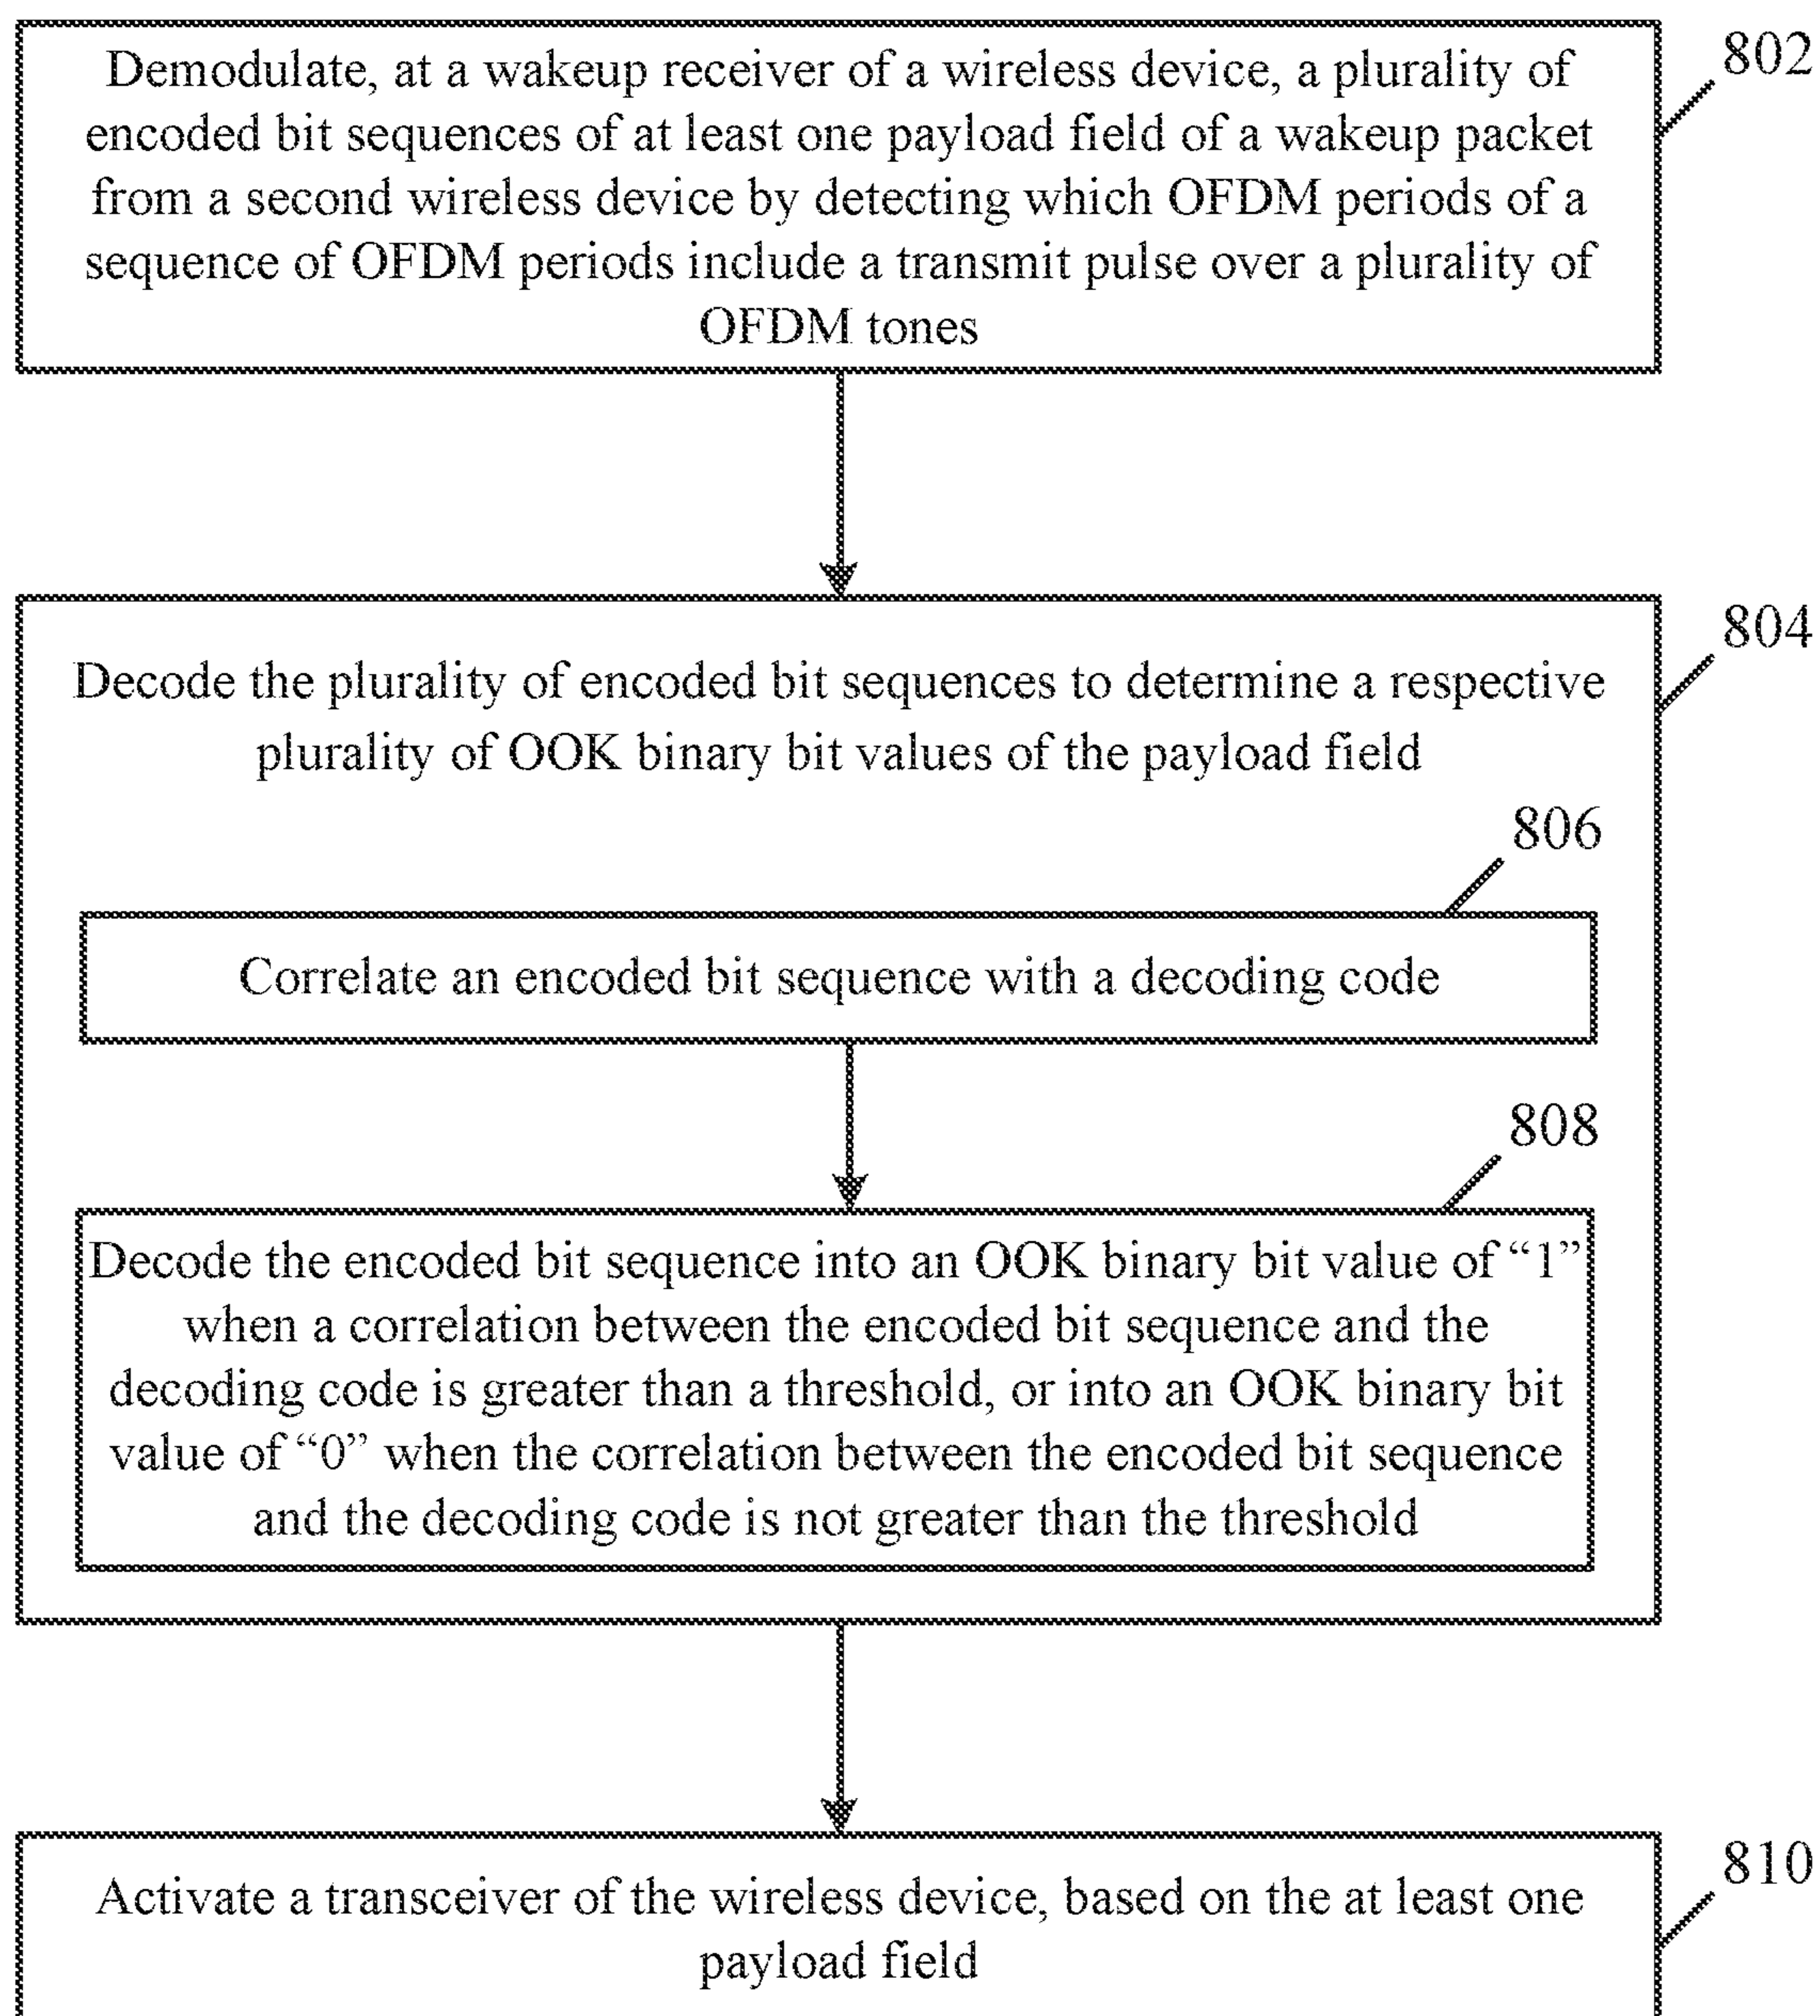 802
Demodulate, at a wakeup receiver of a wireless device, a plurality of
encoded bit sequences of at least one payload field of a wakeup packet
from a second wireless device by detecting which OFDM periods of a
sequence of OFDM periods include a transmit pulse over a plurality of
OFDM tones
804
Decode the plurality of encoded bit sequences to determine a respective
plurality of OOK binary bit values of the payload field
806
Correlate an encoded bit sequence with a decoding code
808
Decode the encoded bit sequence into an OOK binary bit value of “1”
when a correlation between the encoded bit sequence and the
decoding code is greater than a threshold, or into an OOK binary bit
value of “0” when the correlation between the encoded bit sequence
and the decoding code is not greater than the threshold
810
Activate a transceiver of the wireless device, based on the at least one
payload field